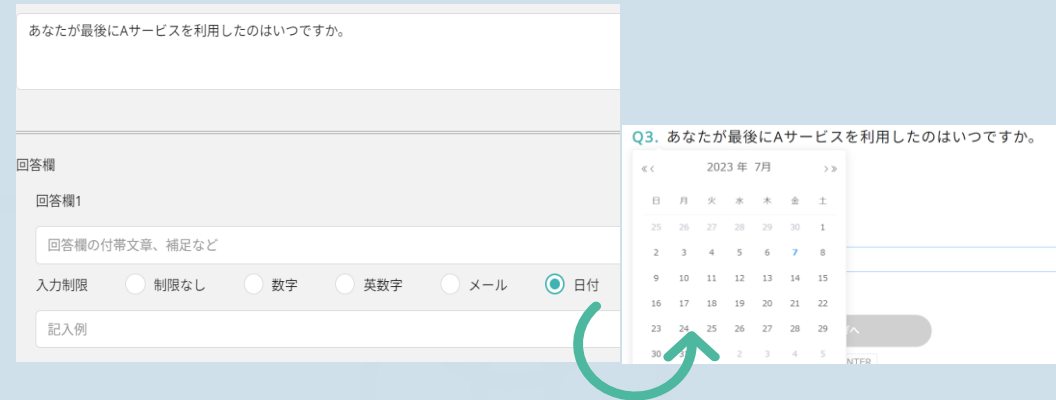 あなたが最後にAサービスを利用したのはいつですか。
回答欄
回答欄1
回答欄の付帯文章、補足など
入力制限 制限なし 数字 英数字 メール 日付
記入例
Q3. あなたが最後にAサービスを利用したのはいつですか。
«‹ 2023 年 7月 ›»
日 月 火 水 木 金 土
25 26 27 28 29 30 1
2 3 4 5 6 7 8
9 10 11 12 13 14 15
16 17 18 19 20 21 22
23 24 25 26 27 28 29
30 2 3 4 5
へ
NTER